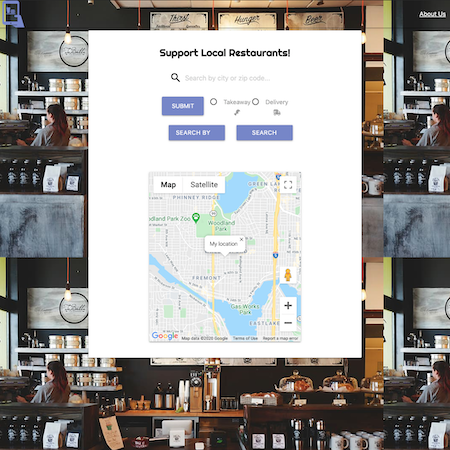 Thirst Hunger Beer
About Us
Support Local Restaurants!
Search by city or zip code...
SUBMIT
Takeaway
Delivery
SEARCH BY
SEARCH
Map Satellite
GREEN LAKE
PHINNEY RIDGE
Woodland Park Zoo
Woodland
Park
My location
FREMONT
Gas Works
Park
EASTLAKE
Google
Map data ©2020 Google
Terms of Use
Report a map error